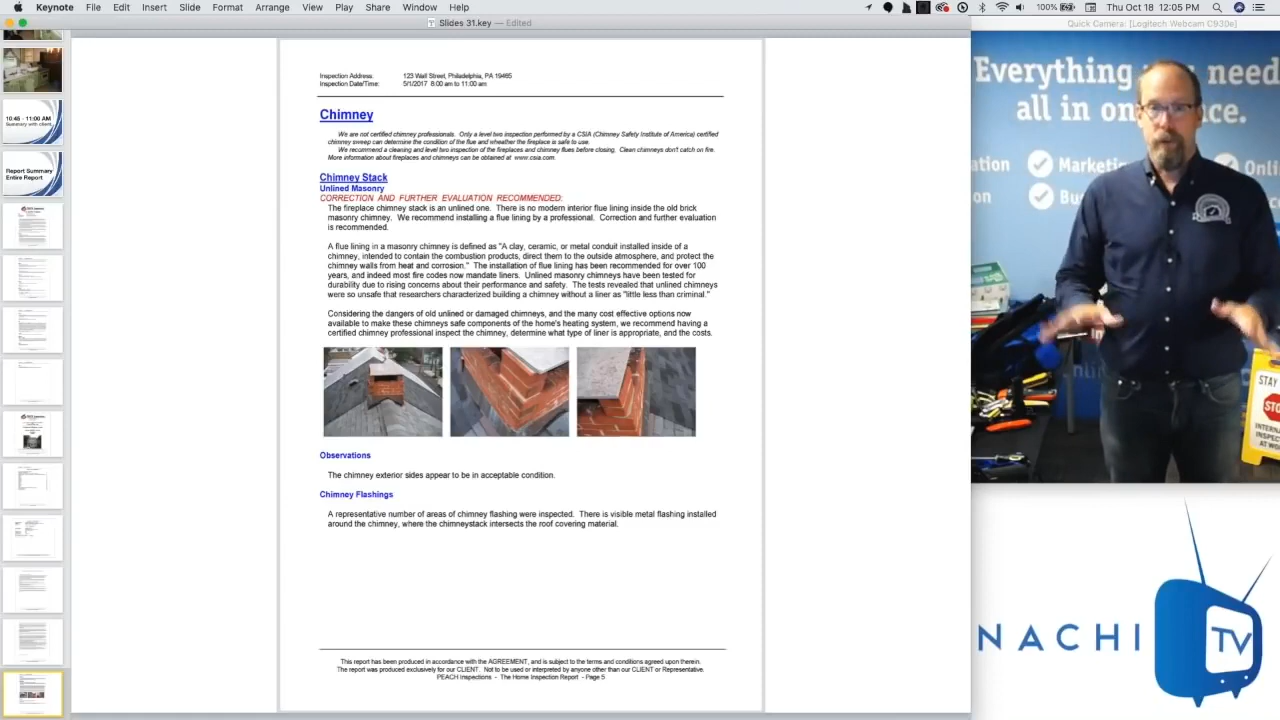 Keynote File Edit Insert Slide Format Arrange View Play Share Window Help 100% Thu Oct 18 12:05 PM
Slides 31.key — Edited
Quick Camera: [Logitech Webcam C930e]
10:45 - 11:00 AM
Summary with client
Report Summary
Entire Report
Inspection Address: 123 Wall Street, Philadelphia, PA 19465
Inspection Date/Time: 5/1/2017 8:00 am to 11:00 am
Chimney
We are not certified chimney professionals. Only a level two inspection performed by a CSIA (Chimney Safety Institute of America) certified
chimney sweep can determine the condition of the flue and wheather the fireplace is safe to use.
We recommend a cleaning and level two inspection of the fireplaces and chimney flues before closing. Clean chimneys don't catch on fire.
More information about fireplaces and chimneys can be obtained at www.csia.com.
Chimney Stack
Unlined Masonry
CORRECTION AND FURTHER EVALUATION RECOMMENDED:
The fireplace chimney stack is an unlined one. There is no modern interior flue lining inside the old brick
masonry chimney. We recommend installing a flue lining by a professional. Correction and further evaluation
is recommended.
A flue lining in a masonry chimney is defined as "A clay, ceramic, or metal conduit installed inside of a
chimney, intended to contain the combustion products, direct them to the outside atmosphere, and protect the
chimney walls from heat and corrosion." The installation of flue lining has been recommended for over 100
years, and indeed most fire codes now mandate liners. Unlined masonry chimneys have been tested for
durability due to rising concerns about their performance and safety. The tests revealed that unlined chimneys
were so unsafe that researchers characterized building a chimney without a liner as "little less than criminal."
Considering the dangers of old unlined or damaged chimneys, and the many cost effective options now
available to make these chimneys safe components of the home's heating system, we recommend having a
certified chimney professional inspect the chimney, determine what type of liner is appropriate, and the costs.
Observations
The chimney exterior sides appear to be in acceptable condition.
Chimney Flashings
A representative number of areas of chimney flashing were inspected. There is visible metal flashing installed
around the chimney, where the chimneystack intersects the roof covering material.
This report has been produced in accordance with the AGREEMENT, and is subject to the terms and conditions agreed upon therein.
The report was produced exclusively for our CLIENT. Not to be used or interpreted by anyone other than our CLIENT or Representative.
PEACH Inspections - The Home Inspection Report - Page 5
Everything need
all in
Marke
Onlin
STAY
STO
INTERN
INSPEC
AT WO
NACHI
TV